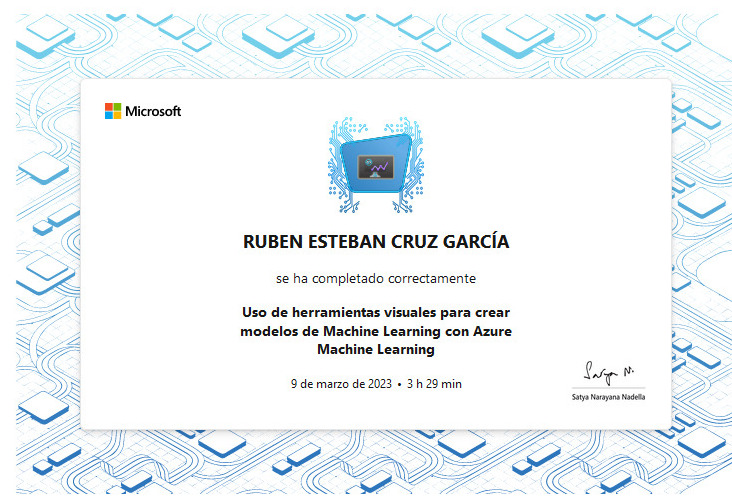 Microsoft
RUBEN ESTEBAN CRUZ GARCÍA
se ha completado correctamente
Uso de herramientas visuales para crear
modelos de Machine Learning con Azure
Machine Learning
9 de marzo de 2023 • 3 h 29 min
Satya N.
Satya Narayana Nadella